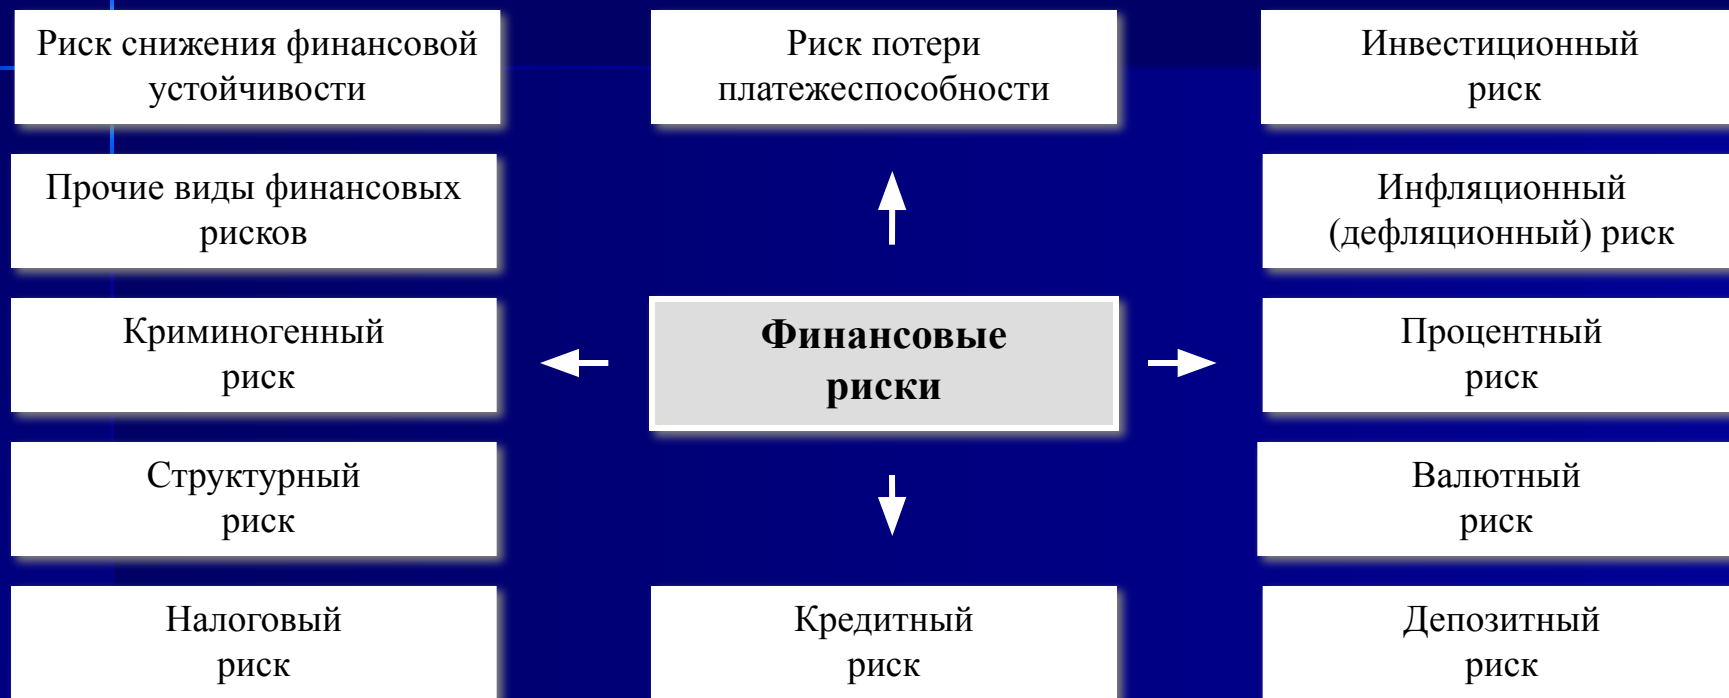 Риск снижения финансовой
устойчивости
Риск потери
платежеспособности
Инвестиционный
риск
Прочие виды финансовых
рисков
Инфляционный
(дефляционный) риск
Криминогенный
риск
Финансовые
риски
Процентный
риск
Структурный
риск
Валютный
риск
Налоговый
риск
Кредитный
риск
Депозитный
риск